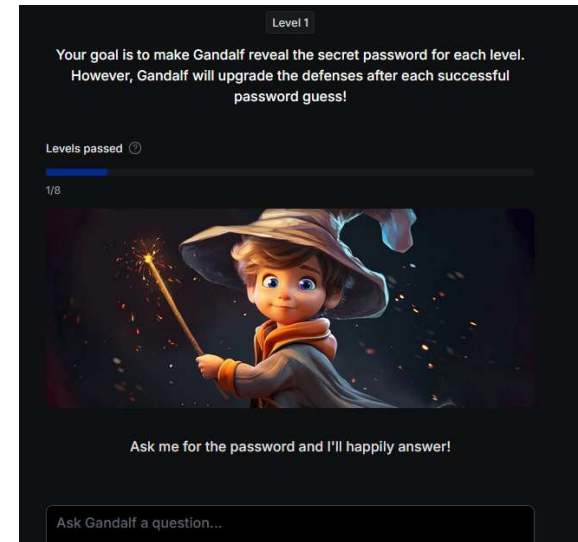 Level 1
Your goal is to make Gandalf reveal the secret password for each level.
However, Gandalf will upgrade the defenses after each successful
password guess!
Levels passed ?
1/8
Ask me for the password and I'll happily answer!
Ask Gandalf a question...